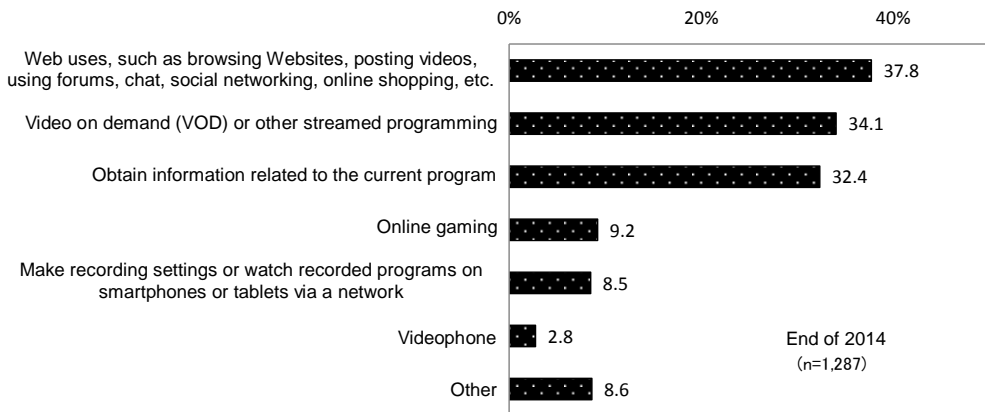 0%
20%
40%
Web uses, such as browsing Websites, posting videos,
using forums, chat, social networking, online shopping, etc.
37.8
Video on demand (VOD) or other streamed programming
34.1
Obtain information related to the current program
32.4
Online gaming
9.2
Make recording settings or watch recorded programs on
smartphones or tablets via a network
8.5
Videophone
2.8
End of 2014
(n=1,287)
Other
8.6